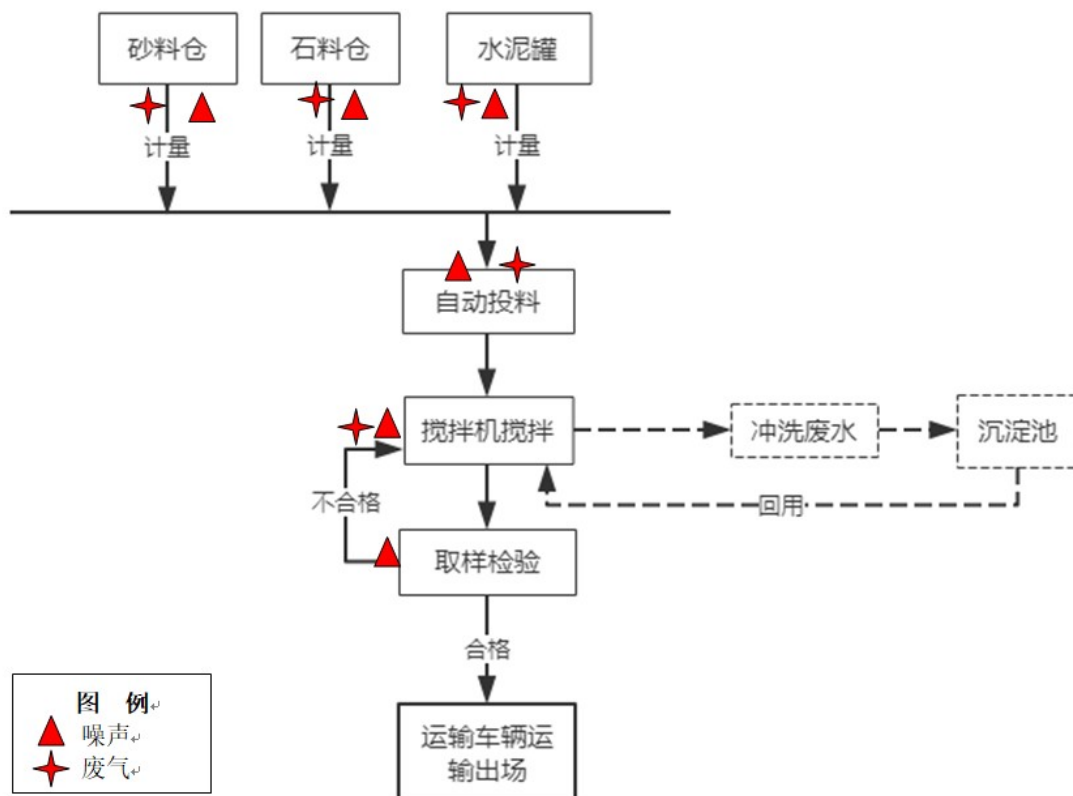 砂料仓
石料仓
水泥罐
计量
计量
计量
自动投料
搅拌机搅拌
冲洗废水
沉淀池
不合格
回用
取样检验
合格
运输车辆运
输出场
图 例
噪声
废气